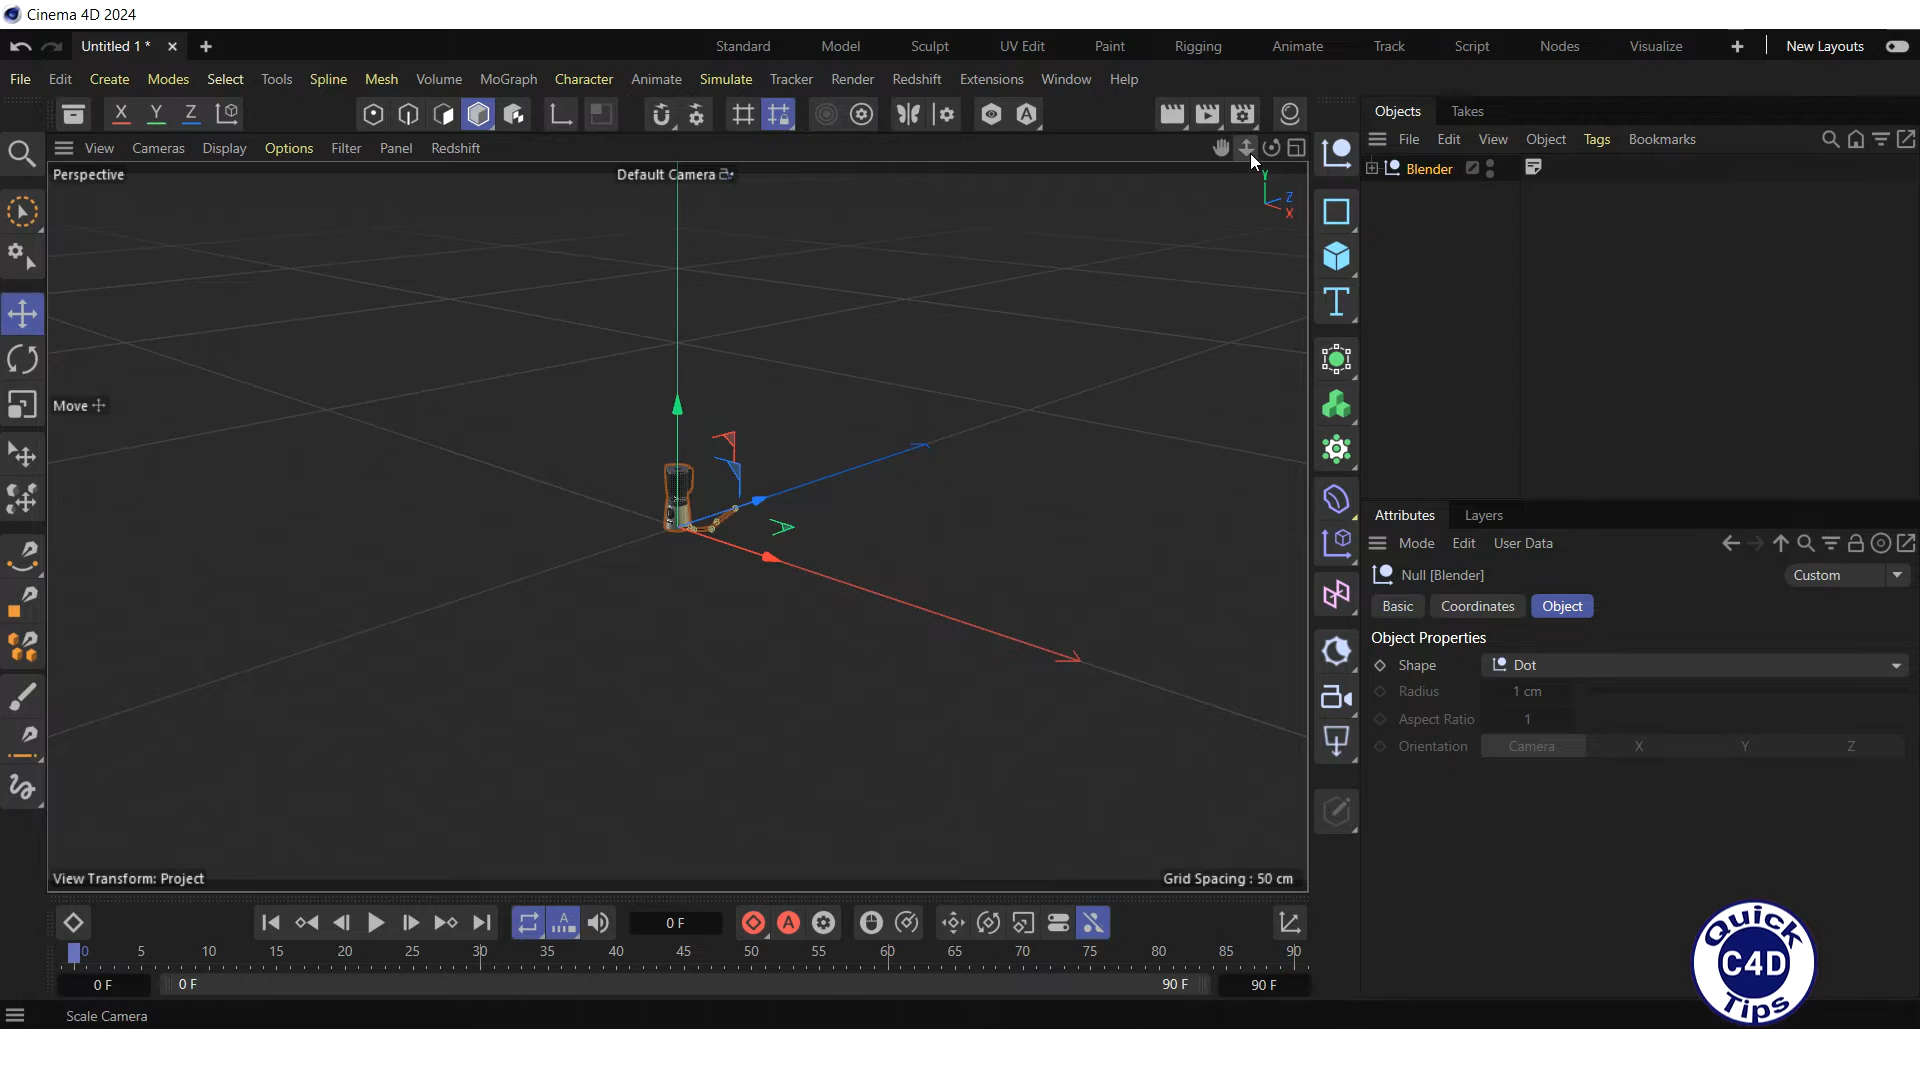 Cinema 4D 2024
Untitled 1 *
Standard Model Sculpt UV Edit Paint Rigging Animate Track Script Nodes Visualize New Layouts
File Edit Create Modes Select Tools Spline Mesh Volume MoGraph Character Animate Simulate Tracker Render Redshift Extensions Window Help
X Y Z
Objects Takes
File Edit View Object Tags Bookmarks
View Cameras Display Options Filter Panel Redshift
Blender
Perspective
Default Camera
Y
Z
X
Move
View Transform: Project
Grid Spacing : 50 cm
Attributes Layers
Mode Edit User Data
Null [Blender]
Custom
Basic Coordinates Object
Object Properties
Shape Dot
Radius 1 cm
Aspect Ratio 1
Orientation Camera X Y Z
0 F
0 5 10 15 20 25 30 35 40 45 50 55 60 65 70 75 80 85 90
0 F 0 F 90 F 90 F
Scale Camera
Quick
C4D
Tips